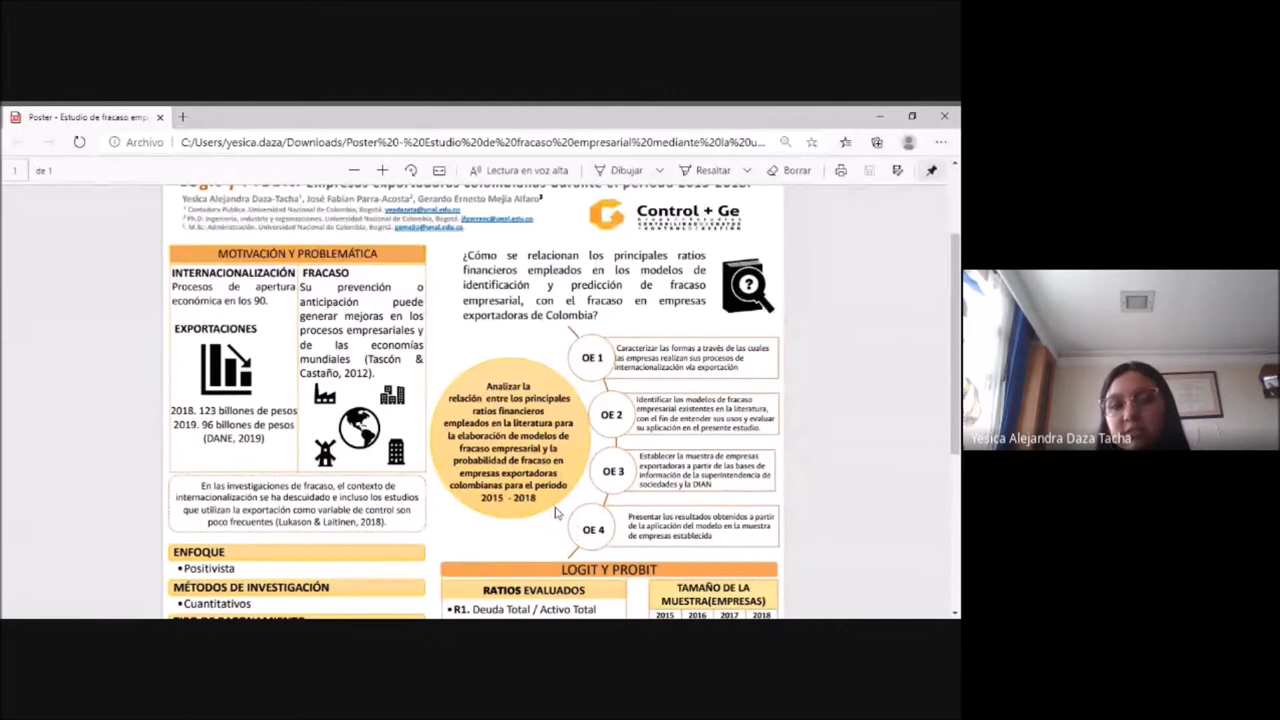 Poster - Estudio de fracaso emp
Archivo
C:/Users/yesica.daza/Downloads/Poster%20-%20Estudio%20de%20fracaso%20empresarial%20mediante%20la%20u...
1
de 1
Lectura en voz alta
Dibujar
Resaltar
Borrar
Logit y Probit: Empresas exportadoras colombianas durante el periodo 2015-2018.
Yesica Alejandra Daza-Tacha¹, José Fabian Parra-Acosta², Gerardo Ernesto Mejía Alfaro³
¹ Contadora Publica. Universidad Nacional de Colombia, Bogotá.
² Ph.D: Ingeniería, industria y organizaciones. Universidad Nacional de Colombia, Bogotá.
³. M.Sc: Administración. Universidad Nacional de Colombia, Bogotá.
Control + Ge
CONTROL DE GESTIÓN
MOTIVACIÓN Y PROBLEMÁTICA
INTERNACIONALIZACIÓN
Procesos de apertura
económica en los 90.
EXPORTACIONES
2018. 123 billones de pesos
2019. 96 billones de pesos
(DANE, 2019)
FRACASO
Su prevención o
anticipación puede
generar mejoras en los
procesos empresariales y
de las economías
mundiales (Tascón &
Castaño, 2012).
En las investigaciones de fracaso, el contexto de
internacionalización se ha descuidado e incluso los estudios
que utilizan la exportación como variable de control son
poco frecuentes (Lukason & Laitinen, 2018).
ENFOQUE
•Positivista
MÉTODOS DE INVESTIGACIÓN
•Cuantitativos
¿Cómo se relacionan los principales ratios
financieros empleados en los modelos de
identificación y predicción de fracaso
empresarial, con el fracaso en empresas
exportadoras de Colombia?
?
Analizar la
relación entre los principales
ratios financieros
empleados en la literatura para
la elaboración de modelos de
fracaso empresarial y la
probabilidad de fracaso en
empresas exportadoras
colombianas para el periodo
2015 - 2018
OE 1
Caracterizar las formas a través de las cuales
las empresas realizan sus procesos de
internacionalización vía exportación
OE 2
Identificar los modelos de fracaso
empresarial existentes en la literatura,
con el fin de entender sus usos y evaluar
su aplicación en el presente estudio.
OE 3
Establecer la muestra de empresas
exportadoras a partir de las bases de
información de la superintendencia de
sociedades y la DIAN
OE 4
Presentar los resultados obtenidos a partir
de la aplicación del modelo en la muestra
de empresas establecida
LOGIT Y PROBIT
RATIOS EVALUADOS
•R1. Deuda Total / Activo Total
TAMAÑO DE LA
MUESTRA(EMPRESAS)
2015 2016 2017 2018
Yesica Alejandra Daza Tacha